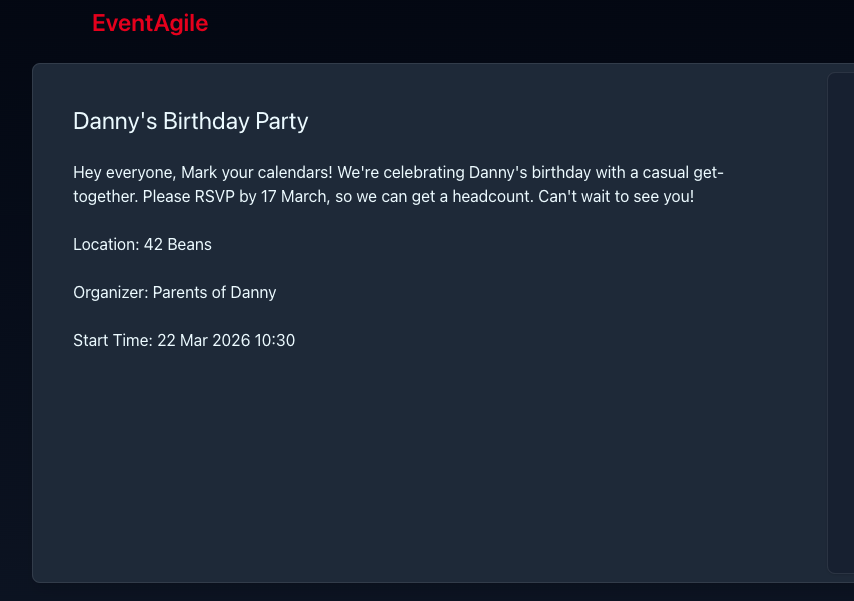 EventAgile
Danny's Birthday Party
Hey everyone, Mark your calendars! We're celebrating Danny's birthday with a casual get-
together. Please RSVP by 17 March, so we can get a headcount. Can't wait to see you!
Location: 42 Beans
Organizer: Parents of Danny
Start Time: 22 Mar 2026 10:30